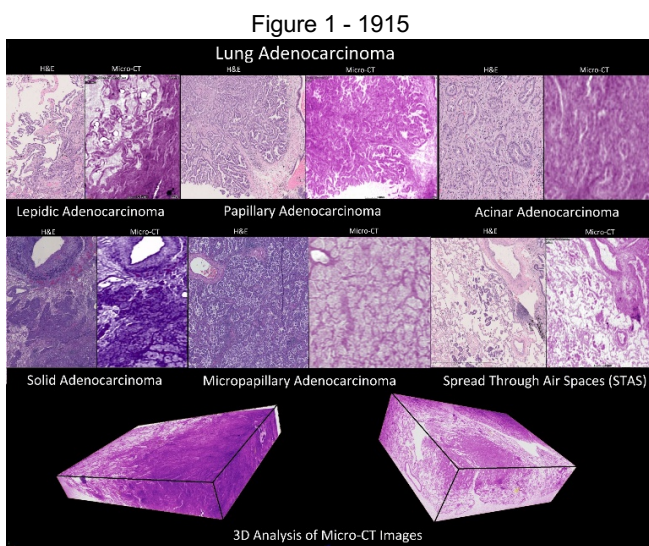 Figure 1 - 1915
Lung Adenocarcinoma
H&E Micro-CT H&E Micro-CT H&E Micro-CT
Lepidic Adenocarcinoma Papillary Adenocarcinoma Acinar Adenocarcinoma
H&E Micro-CT H&E Micro-CT H&E Micro-CT
Solid Adenocarcinoma Micropapillary Adenocarcinoma Spread Through Air Spaces (STAS)
3D Analysis of Micro-CT Images